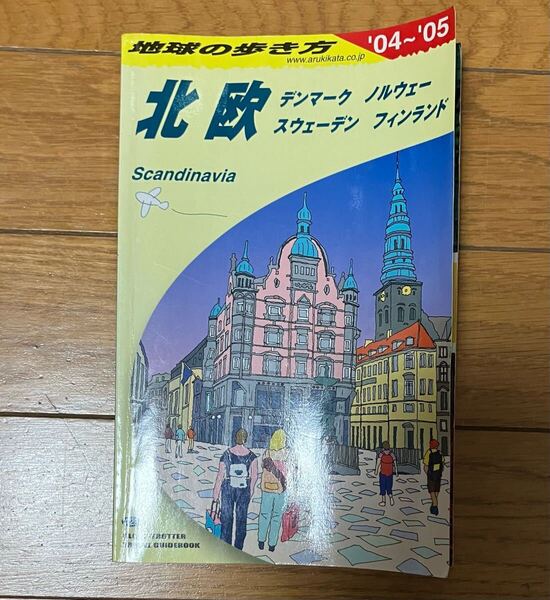 地球の歩き方
'04~'05
www.arukikata.co.jp
北欧
デンマーク ノルウェー
スウェーデン フィンランド
Scandinavia
TRAVEL GUIDEBOOK